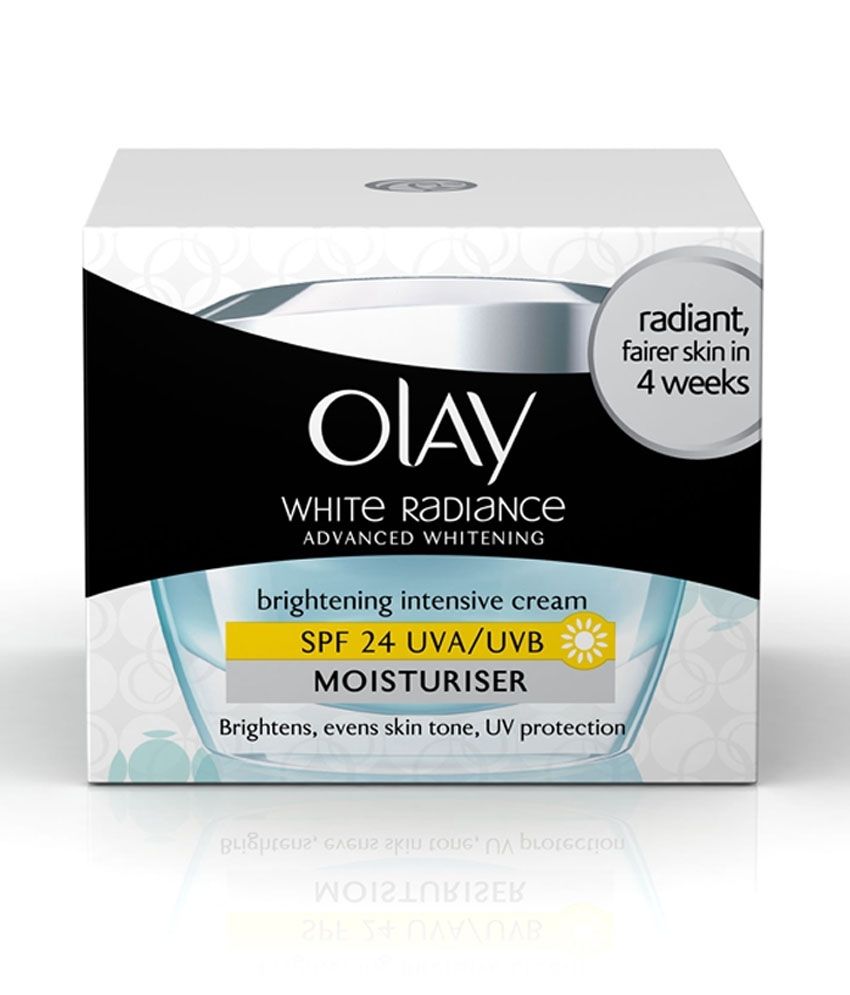 radiant,
fairer skin in
4 weeks
OLAY
WHITE RADIANCE
ADVANCED WHITENING
brightening intensive cream
SPF 24 UVA/UVB
MOISTURISER
Brightens, evens skin tone, UV protection